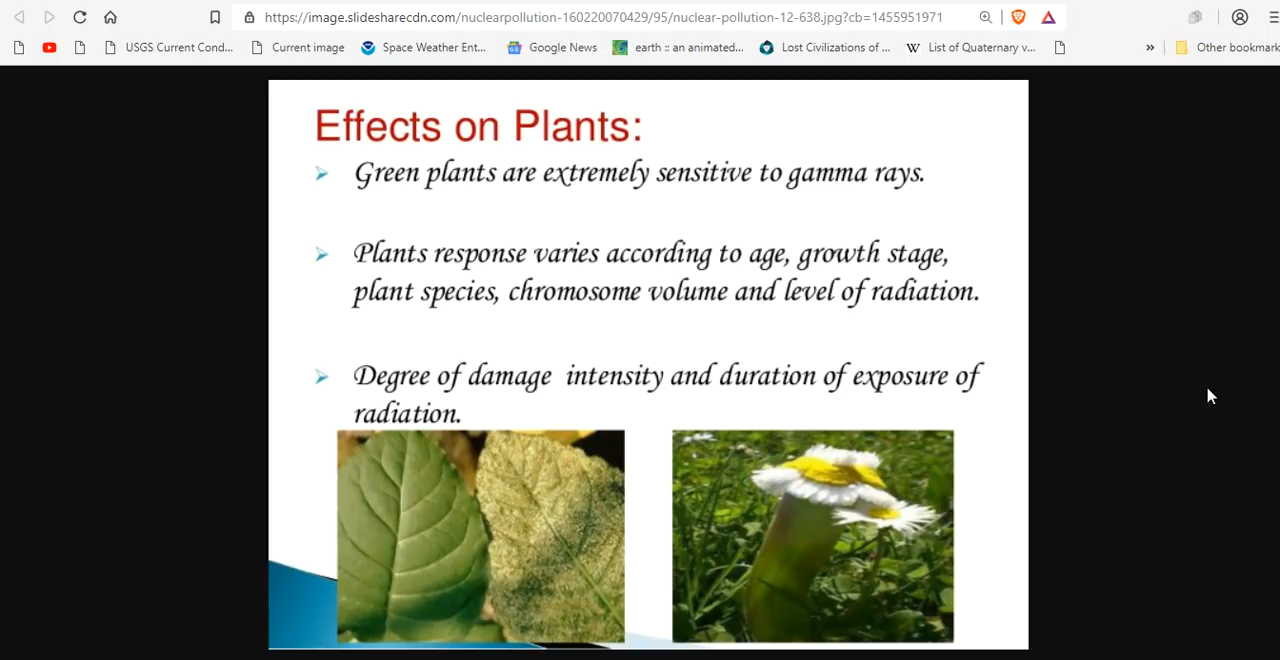 https://image.slidesharecdn.com/nuclearpollution-160220070429/95/nuclear-pollution-12-638.jpg?cb=1455951971
USGS Current Cond... Current image Space Weather Ent... Google News earth :: an animated... Lost Civilizations of ... W List of Quaternary v... » Other bookmark
Effects on Plants:
Green plants are extremely sensitive to gamma rays.
Plants response varies according to age, growth stage,
plant species, chromosome volume and level of radiation.
Degree of damage intensity and duration of exposure of
radiation.